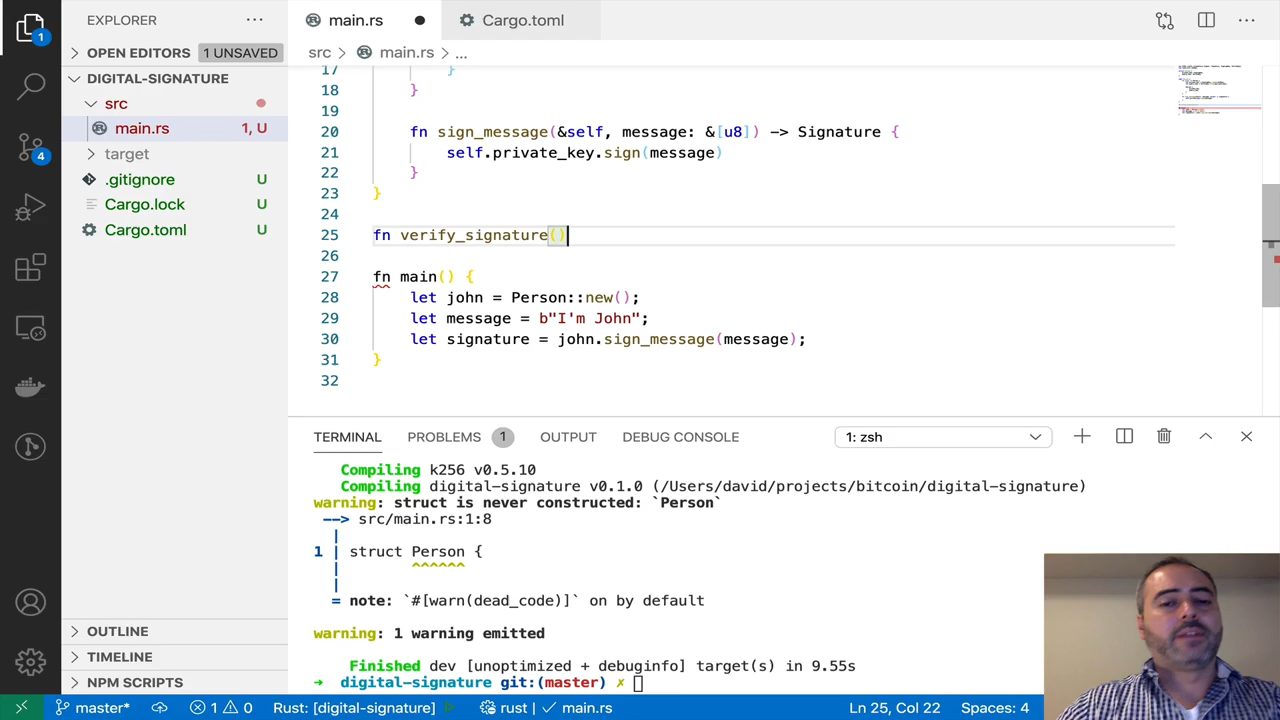 EXPLORER
main.rs
Cargo.toml
OPEN EDITORS 1 UNSAVED
src > main.rs > ...
DIGITAL-SIGNATURE
src
main.rs 1, U
target
.gitignore U
Cargo.lock U
Cargo.toml U
1
4
17 }
18 }
19
20 fn sign_message(&self, message: &[u8]) -> Signature {
21 self.private_key.sign(message)
22 }
23 }
24
25 fn verify_signature()
26
27 fn main() {
28 let john = Person::new();
29 let message = b"I'm John";
30 let signature = john.sign_message(message);
31 }
32
TERMINAL PROBLEMS 1 OUTPUT DEBUG CONSOLE 1: zsh
Compiling k256 v0.5.10
Compiling digital-signature v0.1.0 (/Users/david/projects/bitcoin/digital-signature)
warning: struct is never constructed: `Person`
--> src/main.rs:1:8
|
1 | struct Person {
| ^^^^^^
|
= note: `#[warn(dead_code)]` on by default
warning: 1 warning emitted
Finished dev [unoptimized + debuginfo] target(s) in 9.55s
➜ digital-signature git:(master) ✗
OUTLINE
TIMELINE
NPM SCRIPTS
master* 1 0 Rust: [digital-signature] rust | ✓ main.rs Ln 25, Col 22 Spaces: 4